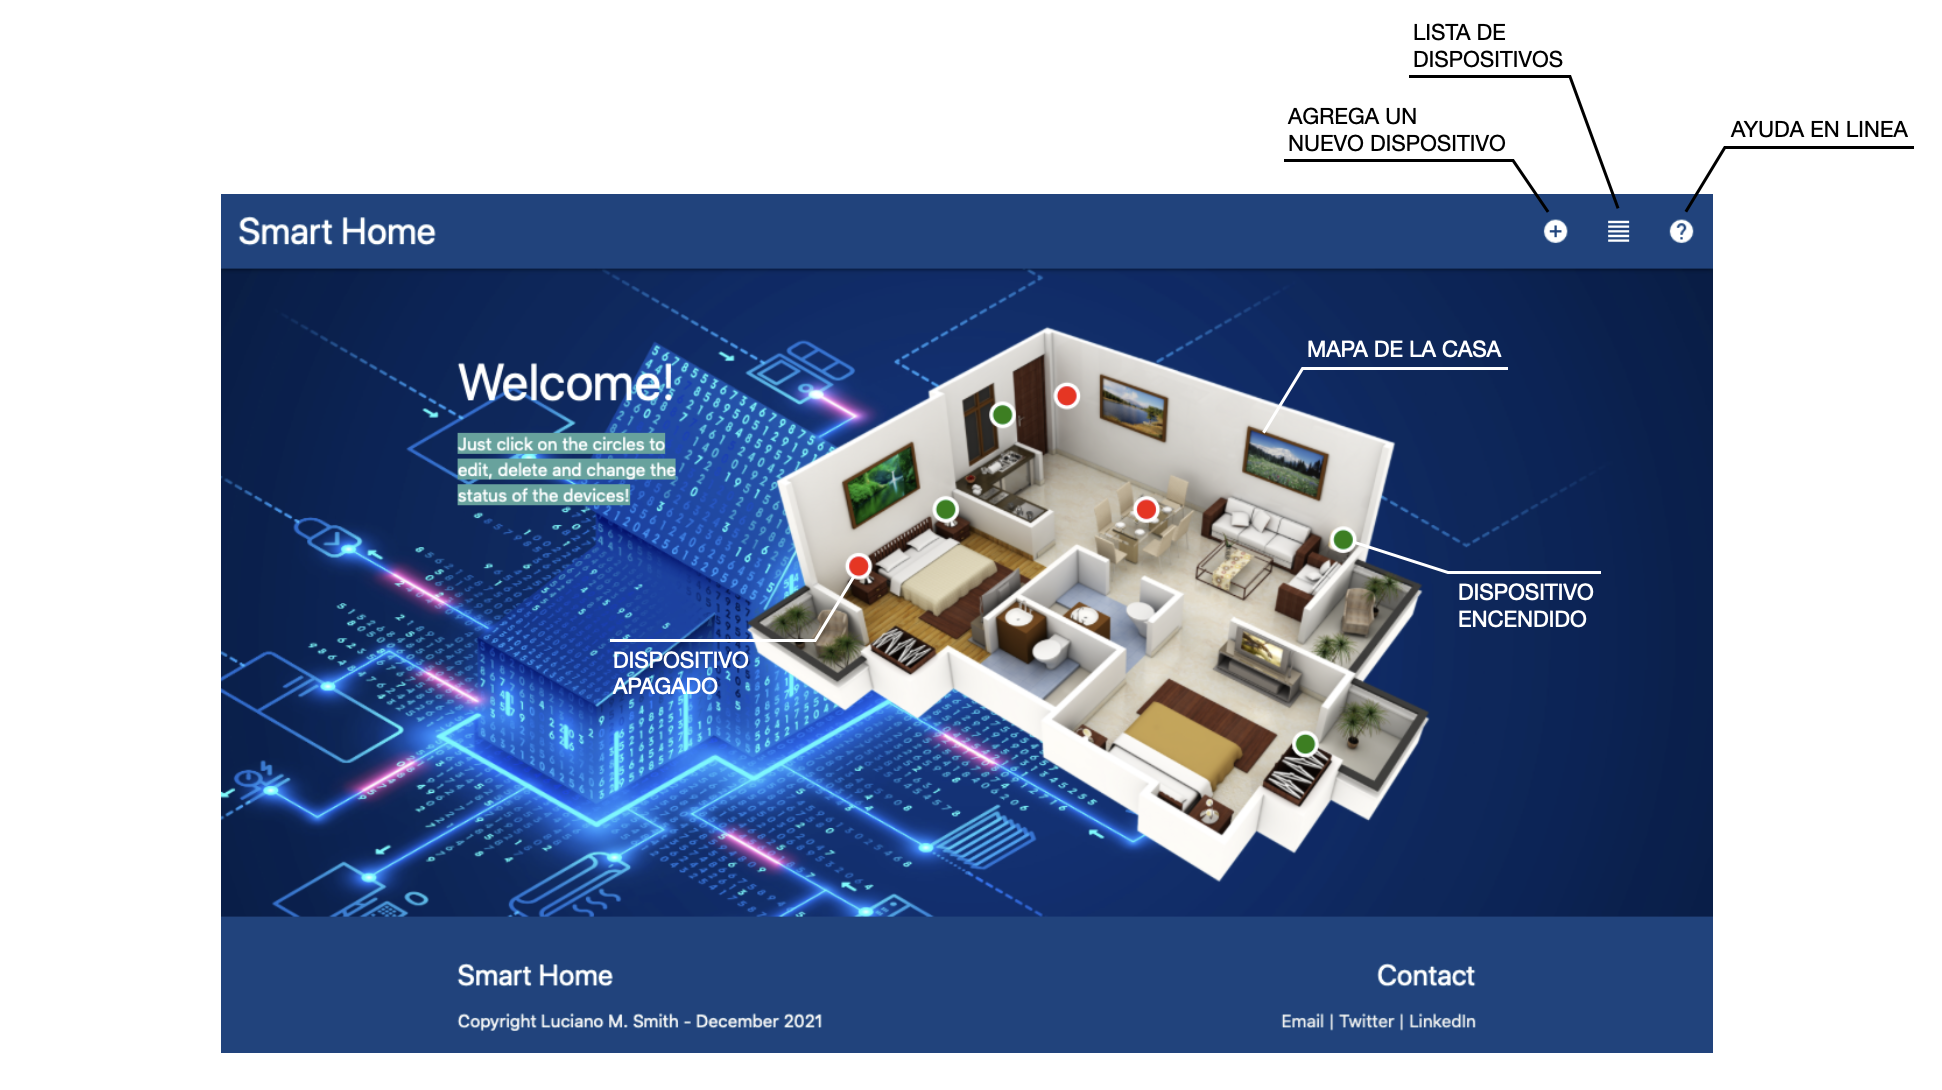 LISTA DE
DISPOSITIVOS
AGREGA UN
NUEVO DISPOSITIVO
AYUDA EN LINEA
Smart Home
MAPA DE LA CASA
Welcome!
Just click on the circles to
edit, delete and change the
status of the devices!
DISPOSITIVO
ENCENDIDO
DISPOSITIVO
APAGADO
Smart Home
Contact
Copyright Luciano M. Smith - December 2021
Email | Twitter | LinkedIn